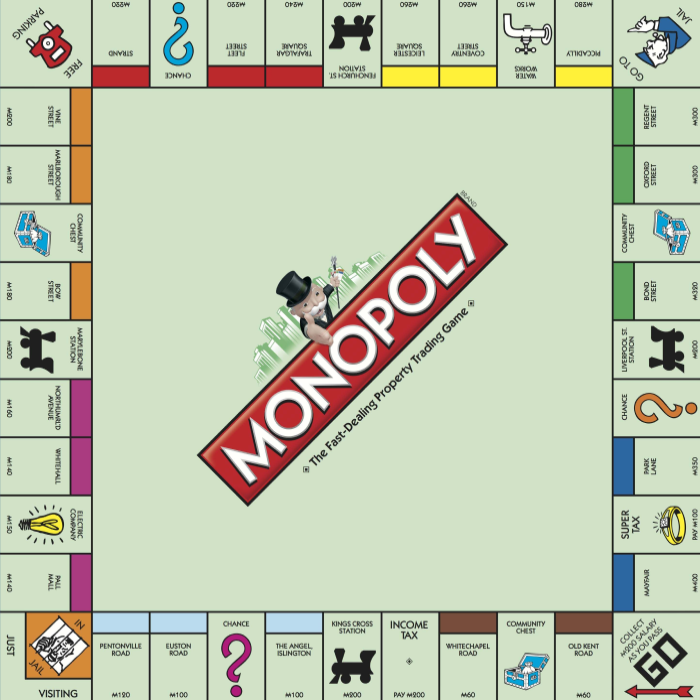 FREE
PARKING
STRAND
M220
CHANCE
FLEET
STREET
M220
TRAFALGAR
SQUARE
M240
FENCHURCH ST.
STATION
M200
LEICESTER
SQUARE
M260
COVENTRY
STREET
M260
WATER
WORKS
M150
PICCADILLY
M280
GO TO
JAIL
VINE
STREET
M200
MARLBOROUGH
STREET
M180
COMMUNITY
CHEST
BOW
STREET
M180
MARYLEBONE
STATION
M200
AVENUE
M160
WHITEHALL
M140
ELECTRIC
COMPANY
M150
PALL
MALL
M140
BRAND
MONOPOLY
The Fast-Dealing Property Trading Game
REGENT
STREET
M300
OXFORD
STREET
M300
COMMUNITY
CHEST
BOND
STREET
M320
LIVERPOOL ST.
STATION
M200
CHANCE
PARK
LANE
M350
SUPER
TAX
PAY M100
MAYFAIR
M400
IN
JAIL
JUST
VISITING
PENTONVILLE
ROAD
M120
EUSTON
ROAD
M100
CHANCE
THE ANGEL,
ISLINGTON
M100
KINGS CROSS
STATION
M200
INCOME
TAX
PAY M200
WHITECHAPEL
ROAD
M60
COMMUNITY
CHEST
OLD KENT
ROAD
M60
COLLECT
M200 SALARY
AS YOU PASS
GO